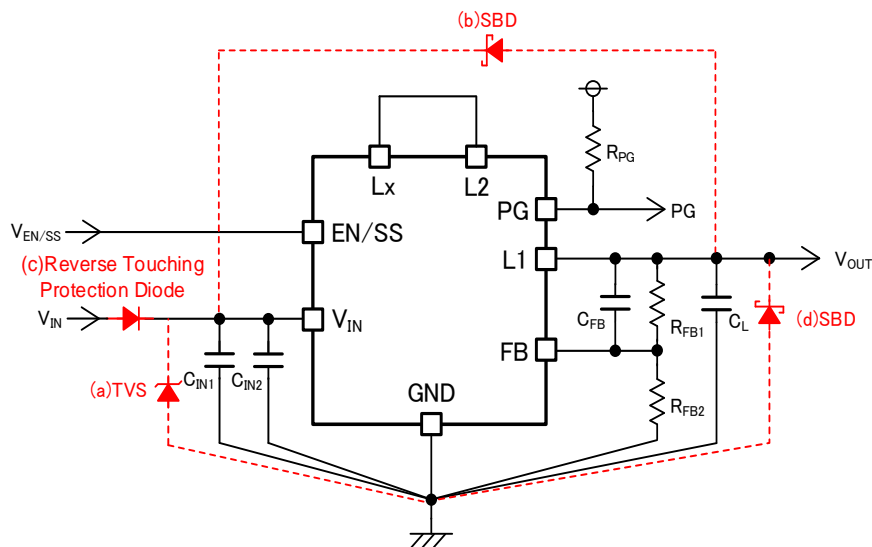 (b)SBD
RPG
Lx
L2
PG
PG
VEN/SS
EN/SS
L1
VOUT
(c)Reverse Touching
Protection Diode
VIN
VIN
CFB
RFB1
CL
(d)SBD
FB
(a)TVS
CIN1
CIN2
GND
RFB2